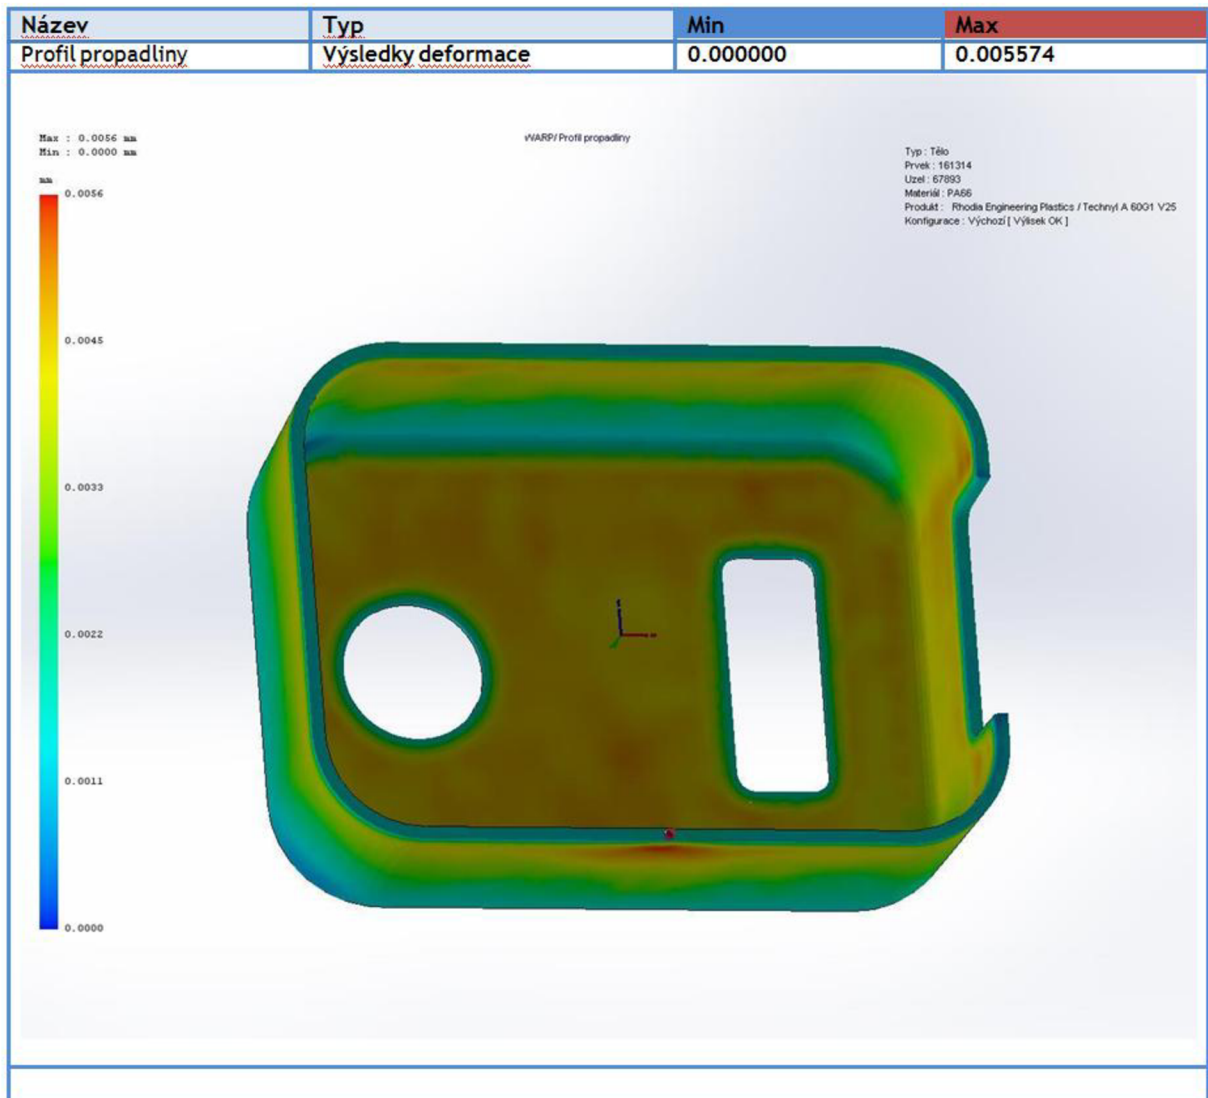 Název Typ Min Max
Profil propadliny Výsledky deformace 0.000000 0.005574
Max : 0.0056 mm
Min : 0.0000 mm
WARP/ Profil propadliny
Typ : Tělo
Prvek : 161314
Uzel : 67893
Materiál : PA66
Produkt : Rhodia Engineering Plastics / Technyl A 60G1 V25
Konfigurace : Výchozí [ Výlisek OK ]
mm
0.0056
0.0045
0.0033
0.0022
0.0011
0.0000